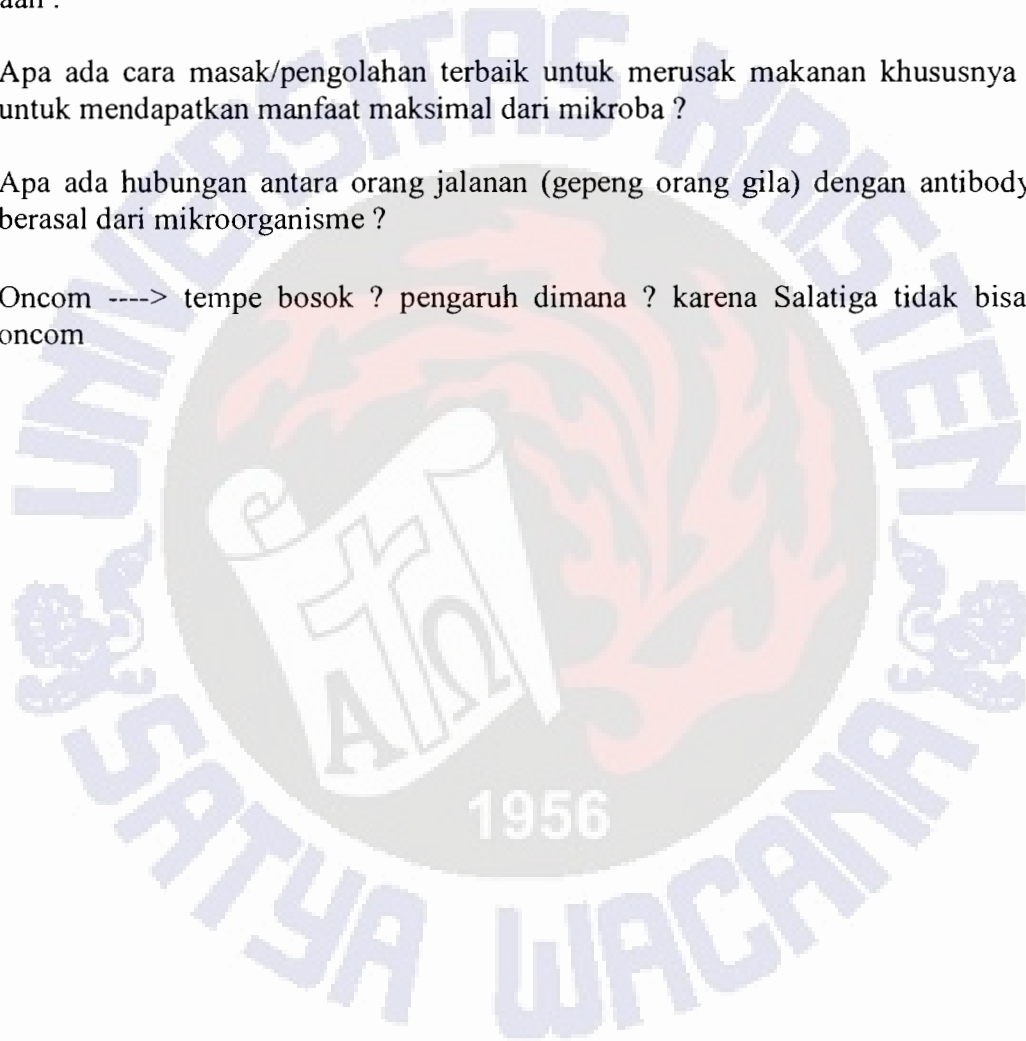 aan .
Apa ada cara masak/pengolahan terbaik untuk merusak makanan khususnya
untuk mendapatkan manfaat maksimal dari mikroba ?
Apa ada hubungan antara orang jalanan (gepeng orang gila) dengan antibody
berasal dari mikroorganisme ?
Oncom ----> tempe bosok ? pengaruh dimana ? karena Salatiga tidak bisa
oncom
UNIVERSITAS KRISTEN
ΑΩ
1956
SATYA WACANA